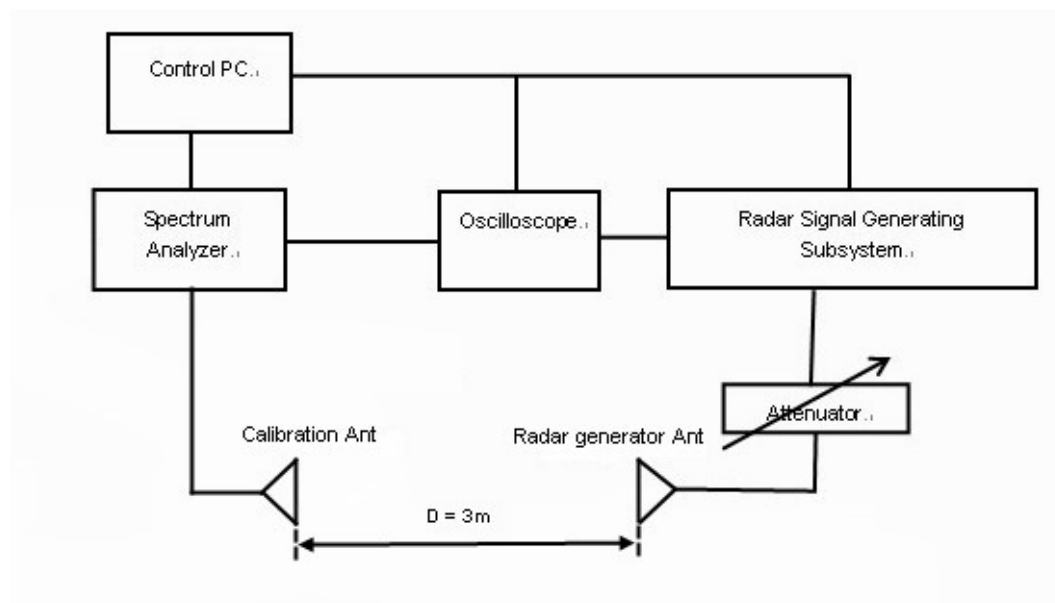 Control PC
Spectrum
Analyzer
Oscilloscope
Radar Signal Generating
Subsystem
Attenuator
Calibration Ant
Radar generator Ant
D = 3m